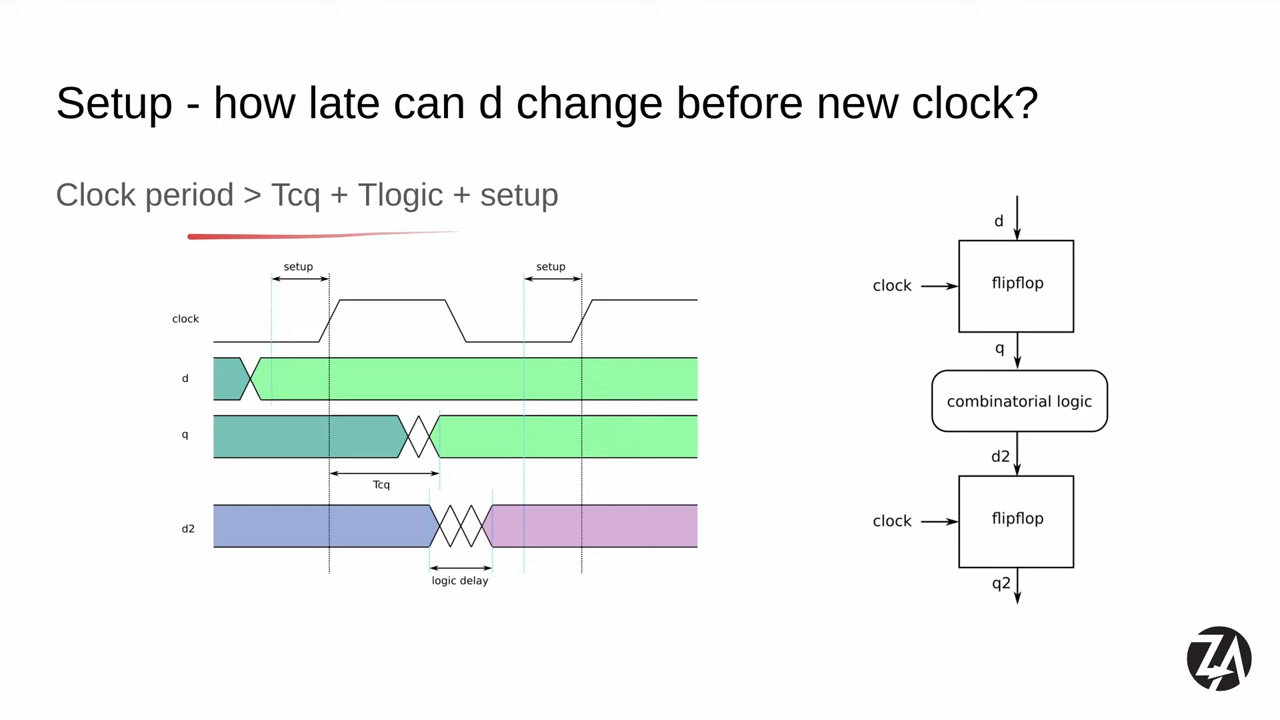 Setup - how late can d change before new clock?
Clock period > Tcq + Tlogic + setup
setup
setup
clock
d
q
Tcq
d2
logic delay
d
clock
flipflop
q
combinatorial logic
d2
clock
flipflop
q2
ZA